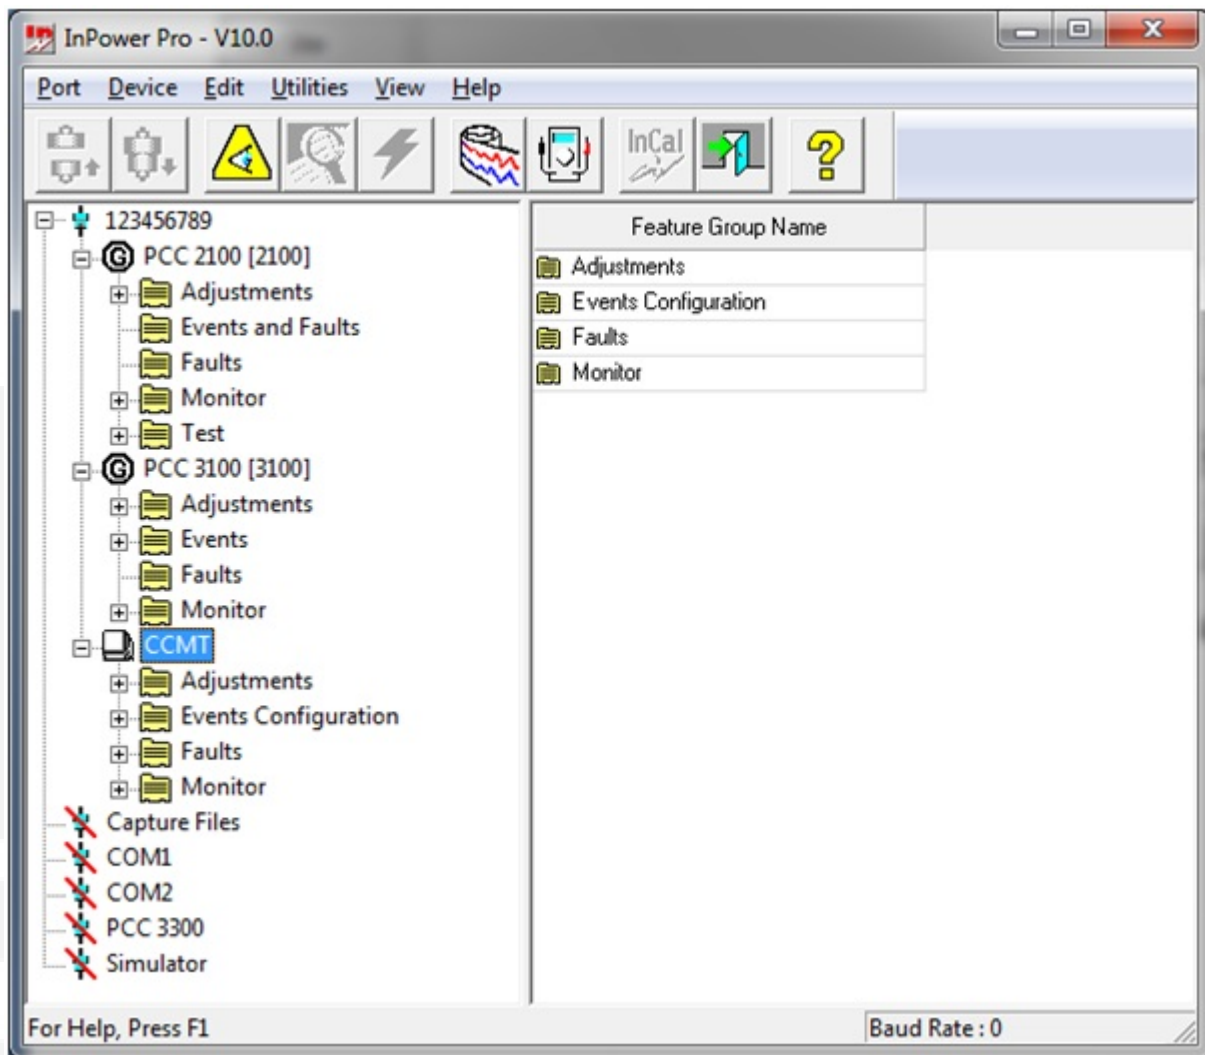 InPower Pro - V10.0
Port Device Edit Utilities View Help
InCal
123456789
PCC 2100 [2100]
Adjustments
Events and Faults
Faults
Monitor
Test
PCC 3100 [3100]
Adjustments
Events
Faults
Monitor
CCMT
Adjustments
Events Configuration
Faults
Monitor
Capture Files
COM1
COM2
PCC 3300
Simulator
Feature Group Name
Adjustments
Events Configuration
Faults
Monitor
For Help, Press F1
Baud Rate : 0